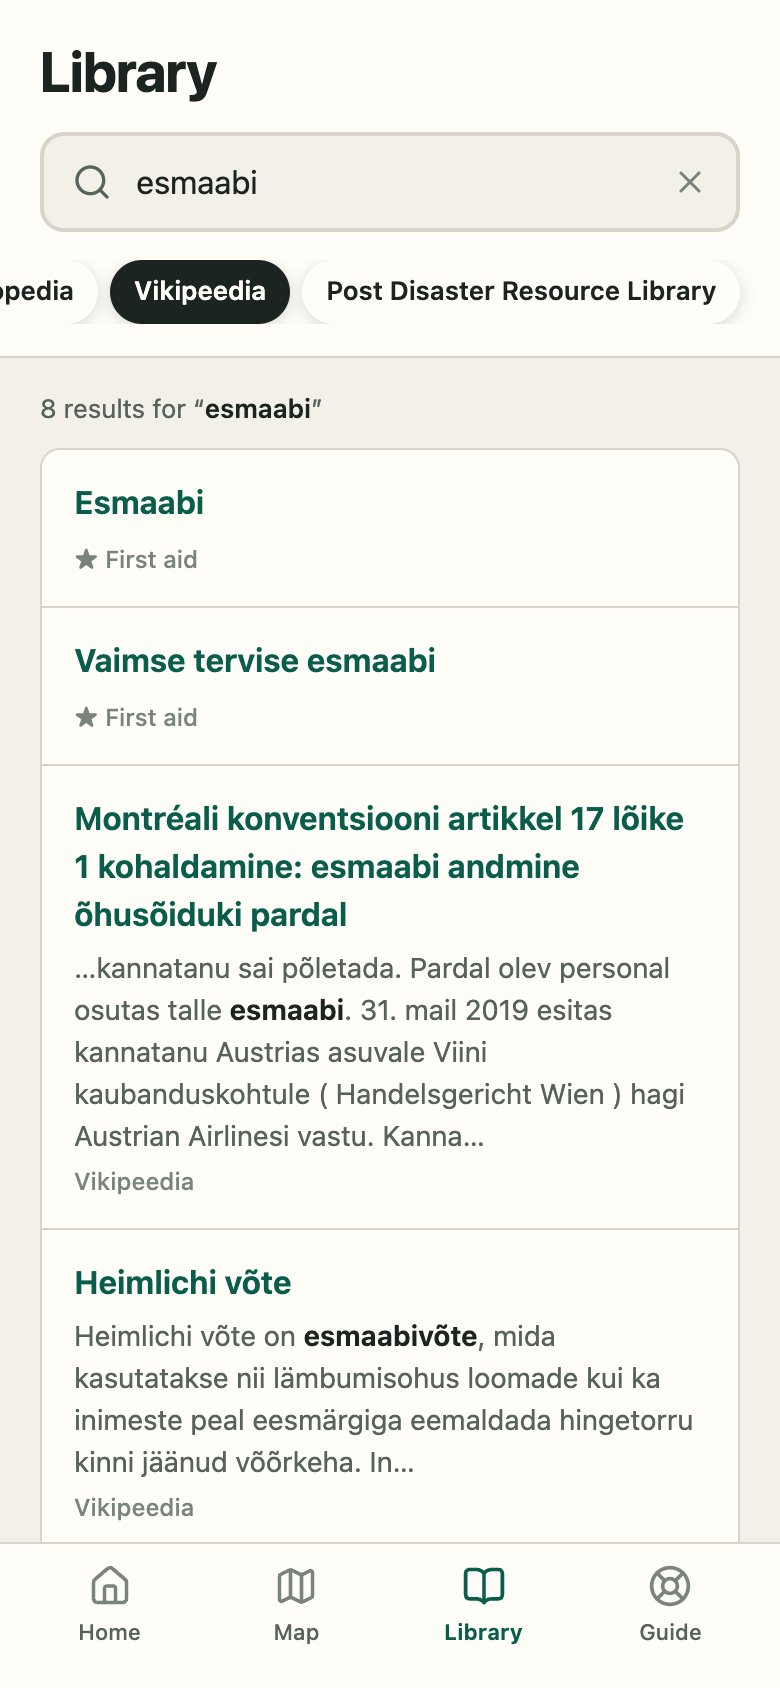 Library
esmaabi
opedia
Vikipeedia
Post Disaster Resource Library
8 results for “esmaabi”
Esmaabi
★ First aid
Vaimse tervise esmaabi
★ First aid
Montréali konventsiooni artikkel 17 lõike
1 kohaldamine: esmaabi andmine
õhusõiduki pardal
...kannatanu sai põletada. Pardal olev personal
osutas talle esmaabi. 31. mail 2019 esitas
kannatanu Austrias asuvale Viini
kaubanduskohtule ( Handelsgericht Wien ) hagi
Austrian Airlinesi vastu. Kanna...
Vikipeedia
Heimlichi võte
Heimlichi võte on esmaabivõte, mida
kasutatakse nii lämbumisohus loomade kui ka
inimeste peal eesmärgiga eemaldada hingetorru
kinni jäänud võõrkeha. In...
Vikipeedia
Home
Map
Library
Guide